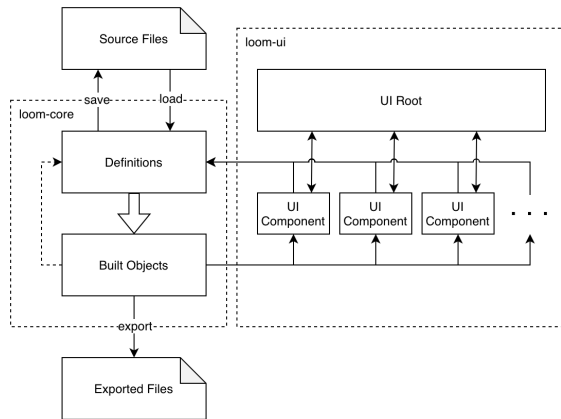 Source Files
loom-ui
save
load
UI Root
loom-core
Definitions
UI
Component
UI
Component
UI
Component
. . .
Built Objects
export
Exported Files